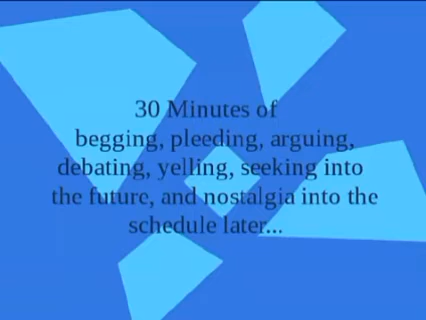 30 Minutes of
begging, pleeding, arguing,
debating, yelling, seeking into
the future, and nostalgia into the
schedule later...